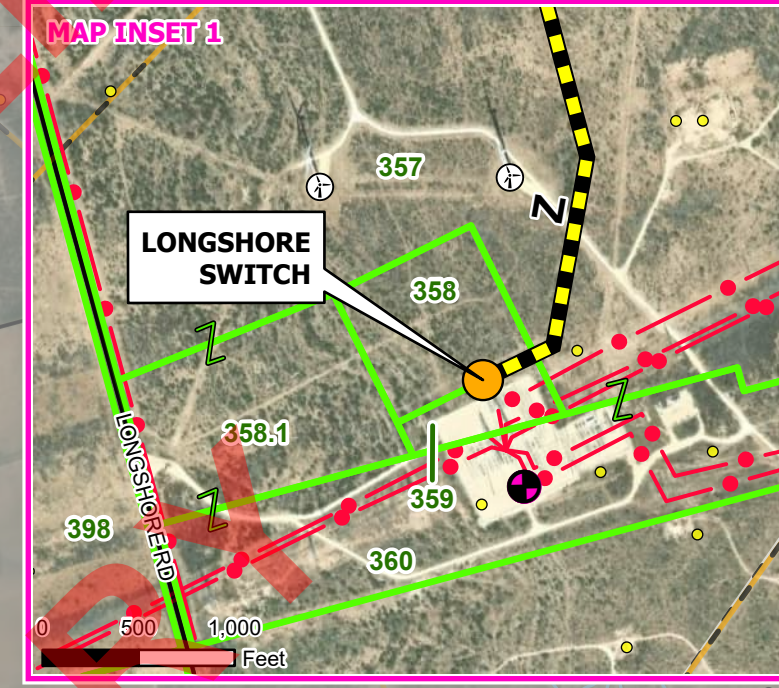 MAP INSET 1
357
N
LONGSHORE
SWITCH
358
358.1
LONGSHORE RD
359
398
360
0 500 1,000
Feet